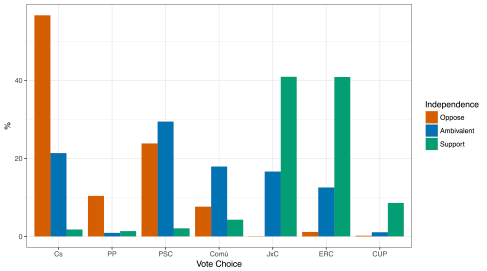 %
40
20
0
Cs PP PSC Comú JxC ERC CUP
Vote Choice
Independence
Oppose
Ambivalent
Support